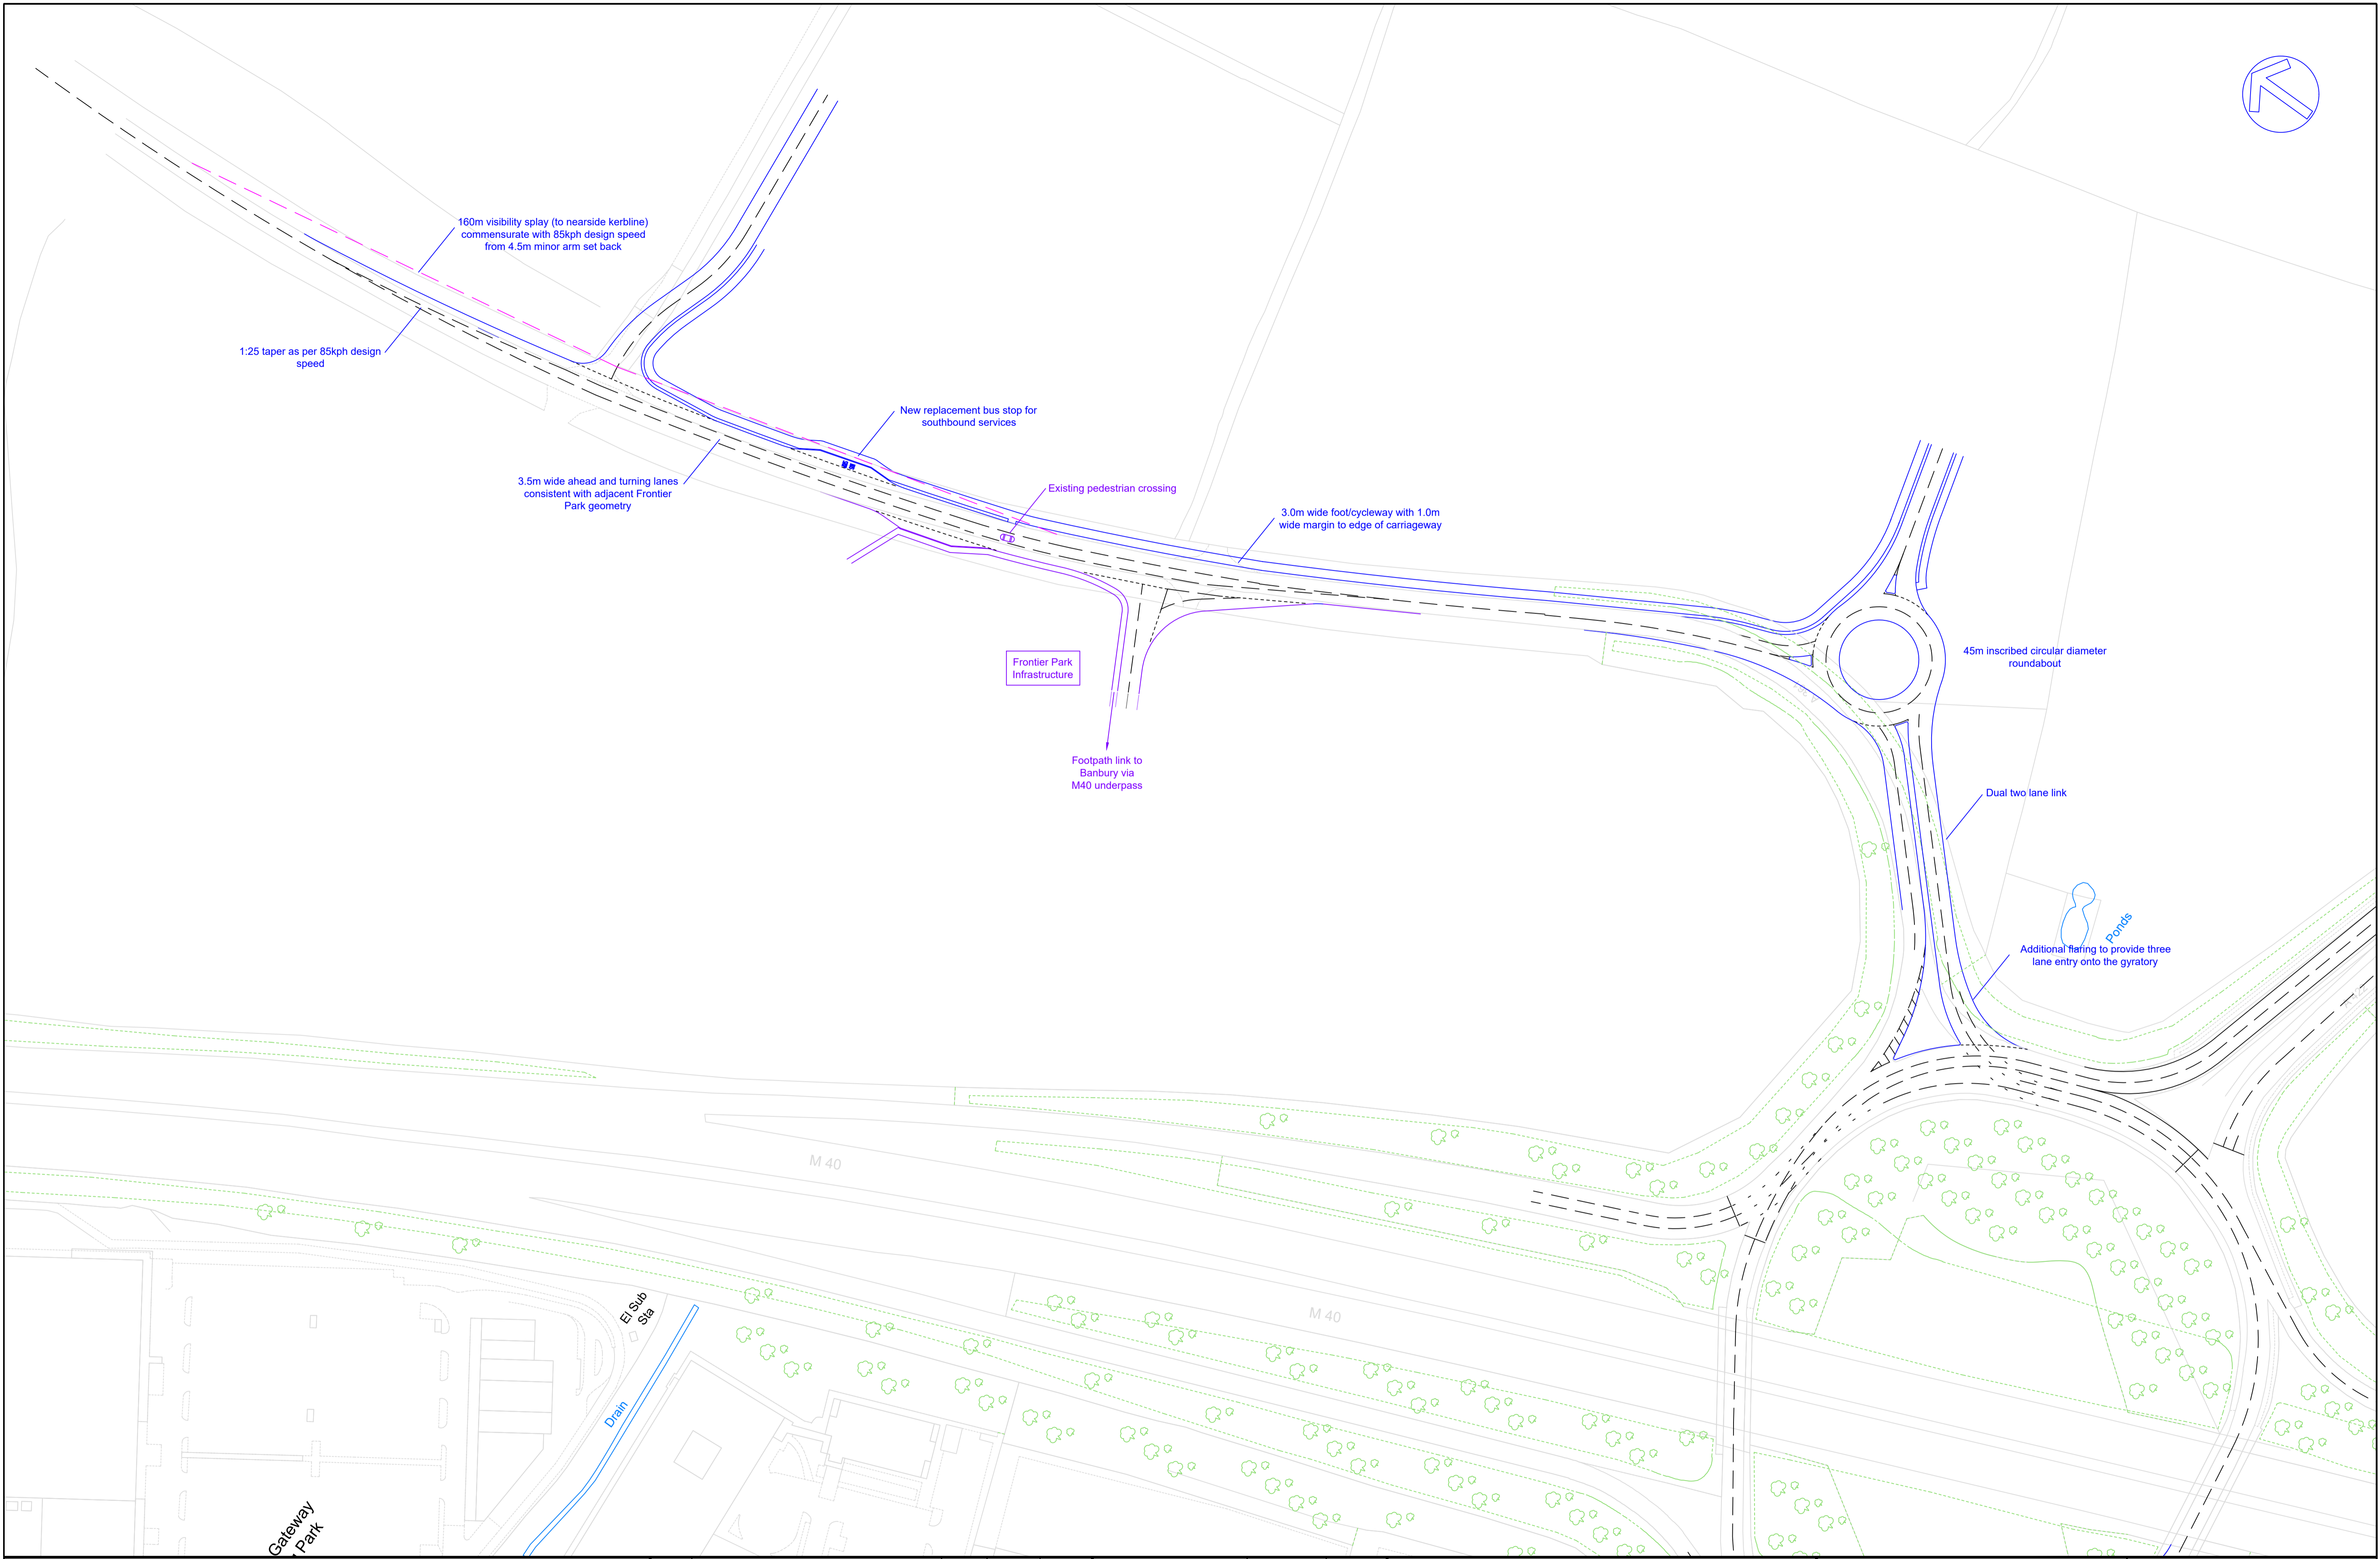 160m visibility splay (to nearside kerbline)
commensurate with 85kph design speed
from 4.5m minor arm set back
1:25 taper as per 85kph design
speed
New replacement bus stop for
southbound services
3.5m wide ahead and turning lanes
consistent with adjacent Frontier
Park geometry
Existing pedestrian crossing
3.0m wide foot/cycleway with 1.0m
wide margin to edge of carriageway
Frontier Park
Infrastructure
45m inscribed circular diameter
roundabout
Footpath link to
Banbury via
M40 underpass
Dual two lane link
Ponds
Additional flaring to provide three
lane entry onto the gyratory
M 40
M 40
El Sub
Sta
Drain
Gateway
Park